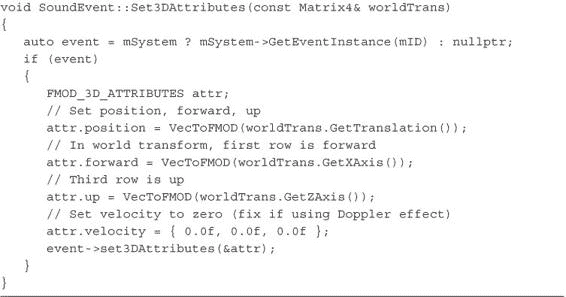 void SoundEvent::Set3DAttributes(const Matrix4& worldTrans)
{
   auto event = mSystem ? mSystem->GetEventInstance(mID) : nullptr;
   if (event)
   {
      FMOD_3D_ATTRIBUTES attr;
      // Set position, forward, up
      attr.position = VecToFMOD(worldTrans.GetTranslation());
      // In world transform, first row is forward
      attr.forward = VecToFMOD(worldTrans.GetXAxis());
      // Third row is up
      attr.up = VecToFMOD(worldTrans.GetZAxis());
      // Set velocity to zero (fix if using Doppler effect)
      attr.velocity = { 0.0f, 0.0f, 0.0f };
      event->set3DAttributes(&attr);
   }
}